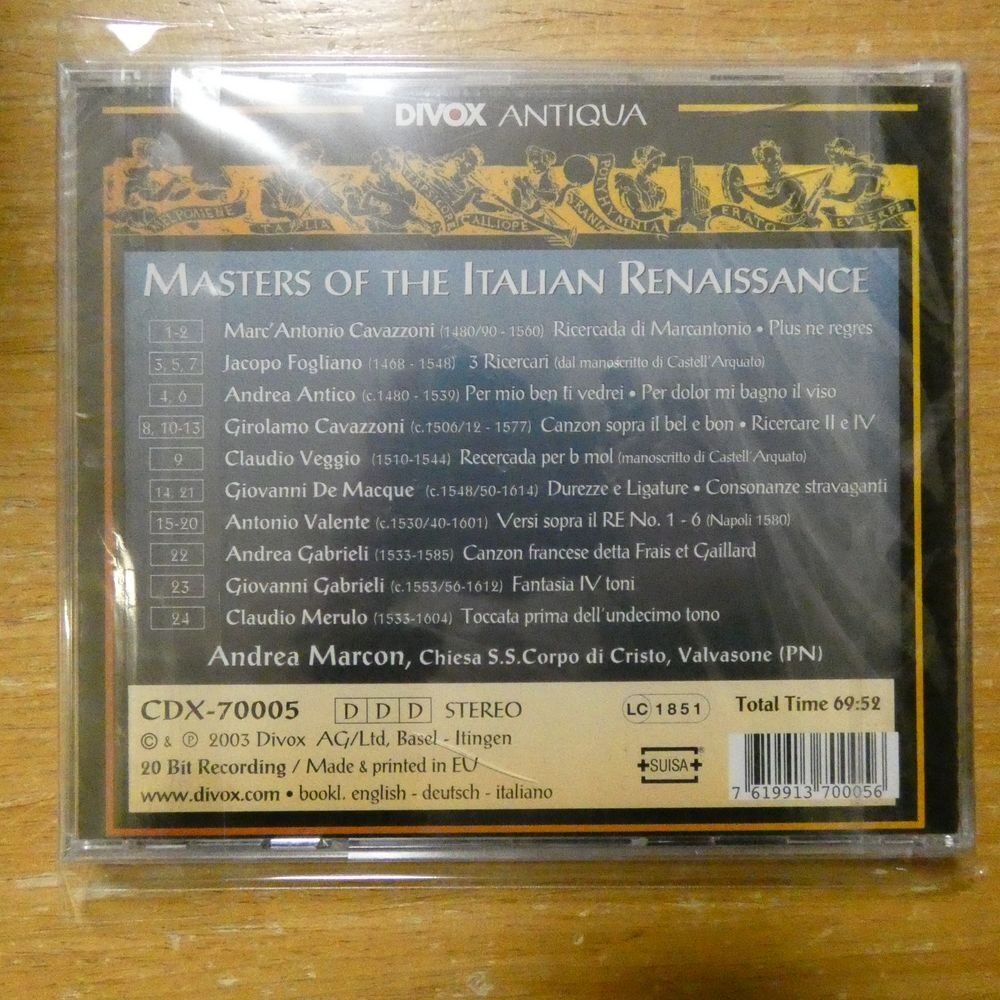 DIVOX ANTIQUA
MELPOMENE TALIA TERPSICORE CALLIOPE URANIA POLYHYMNIA ERATO EUTERPE
MASTERS OF THE ITALIAN RENAISSANCE
1-2 Marc'Antonio Cavazzoni (1480/90 - 1560) Ricercada di Marcantonio • Plus ne regres
3, 5, 7 Jacopo Fogliano (1468 - 1548) 3 Ricercari (dal manoscritto di Castell'Arquato)
4, 6 Andrea Antico (c.1480 - 1539) Per mio ben ti vedrei • Per dolor mi bagno il viso
8, 10-13 Girolamo Cavazzoni (c.1506/12 - 1577) Canzon sopra il bel e bon • Ricercare II e IV
9 Claudio Veggio (1510-1544) Recercada per b mol (manoscritto di Castell'Arquato)
14, 21 Giovanni De Macque (c.1548/50-1614) Durezze e Ligature • Consonanze stravaganti
15-20 Antonio Valente (c.1530/40-1601) Versi sopra il RE No. 1 - 6 (Napoli 1580)
22 Andrea Gabrieli (1533-1585) Canzon francese detta Frais et Gaillard
23 Giovanni Gabrieli (c.1553/56-1612) Fantasia IV toni
24 Claudio Merulo (1533-1604) Toccata prima dell'undecimo tono
Andrea Marcon, Chiesa S.S.Corpo di Cristo, Valvasone (PN)
CDX-70005 DDD STEREO LC 1851 Total Time 69:52
© & ℗ 2003 Divox AG/Ltd, Basel - Itingen
20 Bit Recording / Made & printed in EU
SUISA®
www.divox.com • bookl. english - deutsch - italiano
7 619913 700056